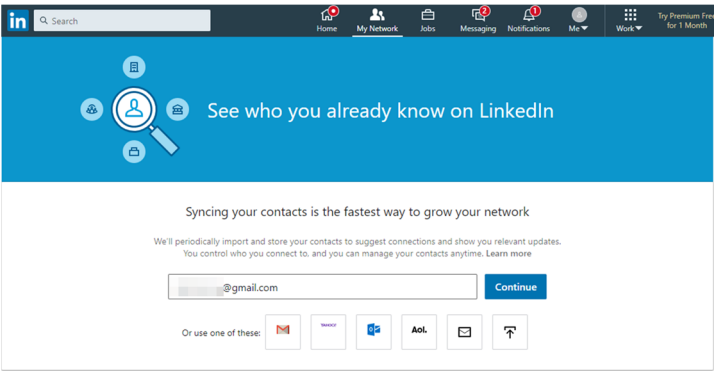 in
Search
2
1
Home
My Network
Jobs
Messaging
Notifications
Me
Work
Try Premium Free
for 1 Month
See who you already know on LinkedIn
Syncing your contacts is the fastest way to grow your network
We'll periodically import and store your contacts to suggest connections and show you relevant updates.
You control who you connect to, and you can manage your contacts anytime. Learn more
@gmail.com
Continue
Or use one of these:
YAHOO!
Aol.